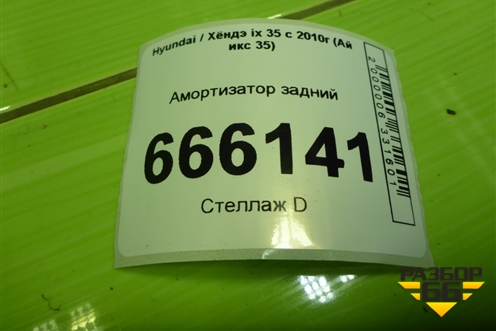 Hyundai / Хёндэ ix 35 с 2010г (Ай
икс 35)
Амортизатор задний
666141
Стеллаж D
2000006331601
РАЗБОР
66